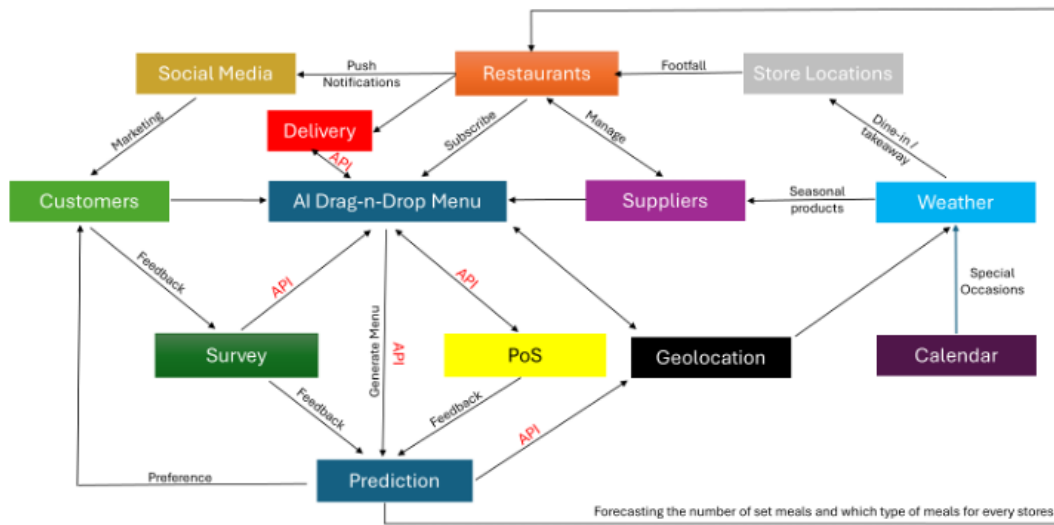 Social Media
Push
Notifications
Restaurants
Footfall
Store Locations
Delivery
Marketing
API
Subscribe
Manage
Dine-in /
takeaway
Customers
AI Drag-n-Drop Menu
Suppliers
Seasonal
products
Weather
Feedback
API
API
Special
Occasions
Generate Menu
API
Survey
PoS
Geolocation
Calendar
Feedback
Feedback
API
Preference
Prediction
Forecasting the number of set meals and which type of meals for every stores